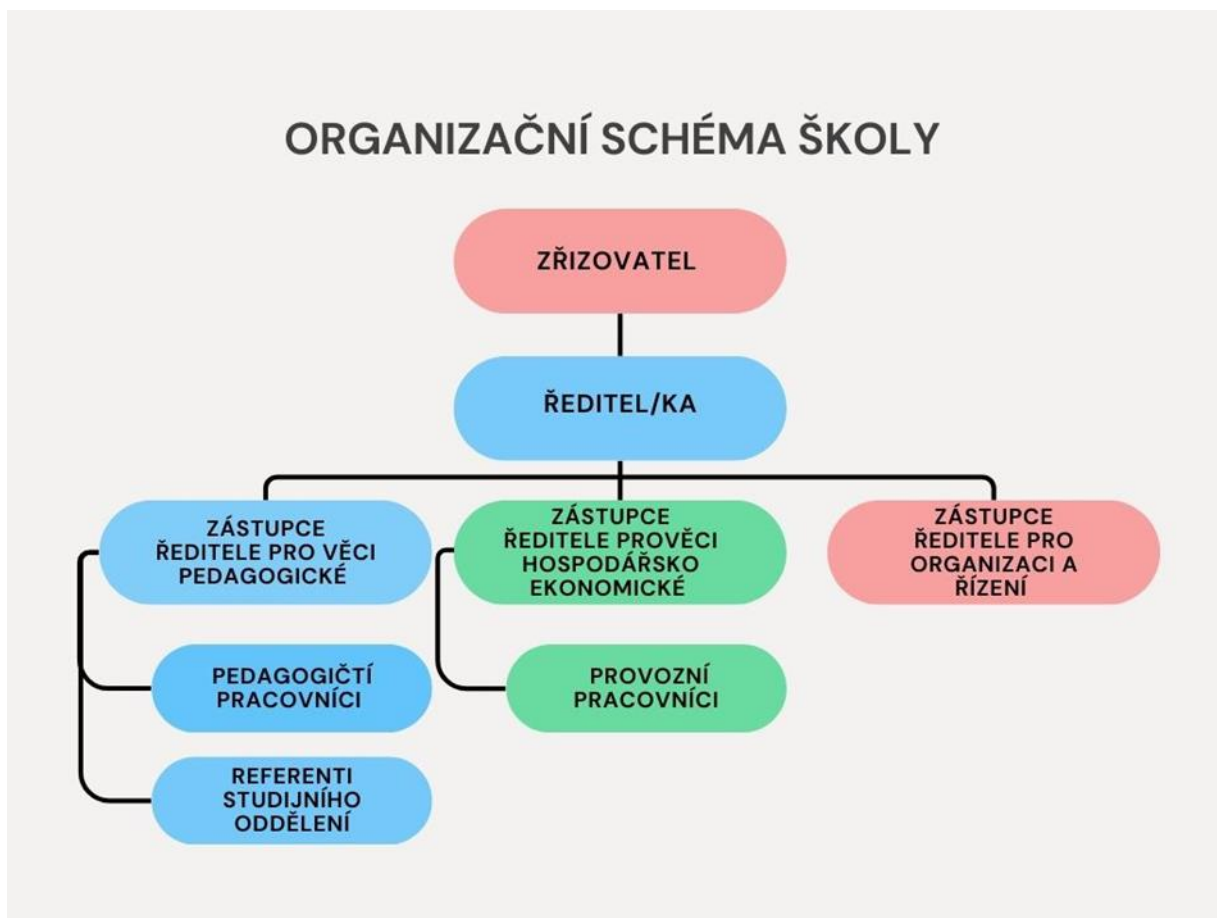 ORGANIZAČNÍ SCHÉMA ŠKOLY
ZŘIZOVATEL
ŘEDITEL/KA
ZÁSTUPCE
ŘEDITELE PRO VĚCI
PEDAGOGICKÉ
ZÁSTUPCE
ŘEDITELE PROVĚCI
HOSPODÁŘSKO
EKONOMICKÉ
ZÁSTUPCE
ŘEDITELE PRO
ORGANIZACI A
ŘÍZENÍ
PEDAGOGIČTÍ
PRACOVNÍCI
PROVOZNÍ
PRACOVNÍCI
REFERENTI
STUDIJNÍHO
ODDĚLENÍ